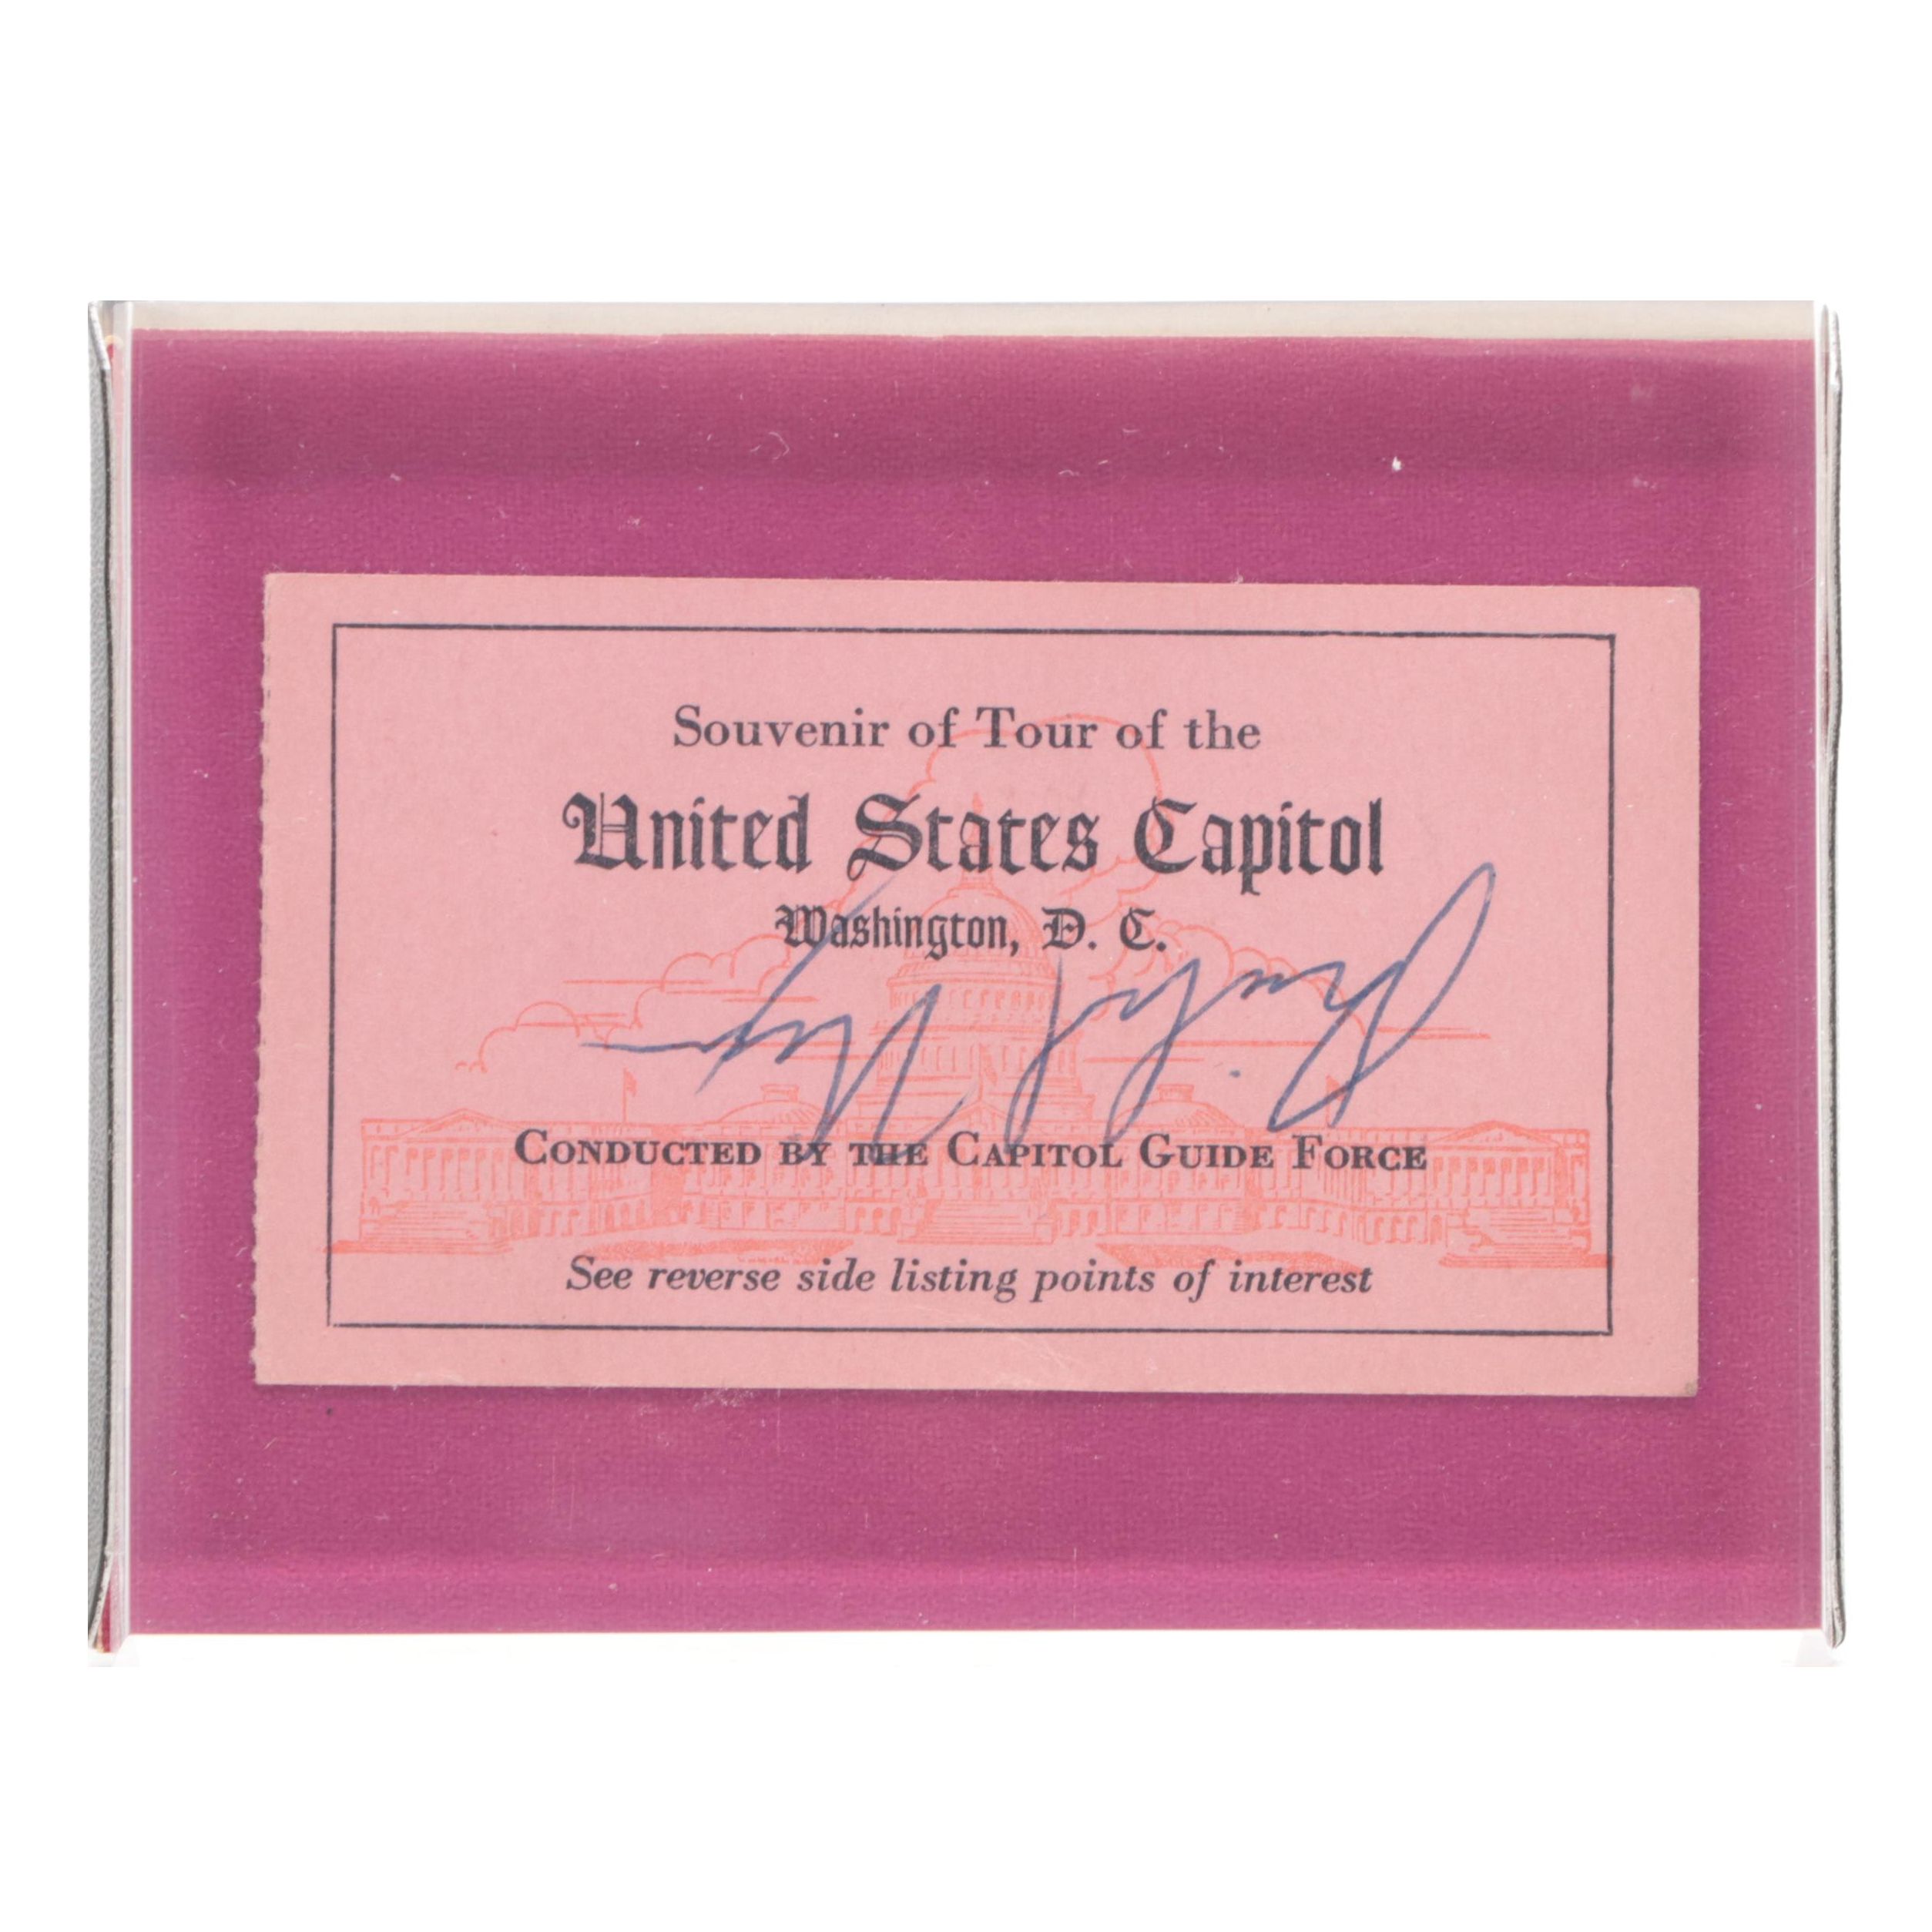 Souvenir of Tour of the
United States Capitol
Washington, D. C.
CONDUCTED BY THE CAPITOL GUIDE FORCE
See reverse side listing points of interest